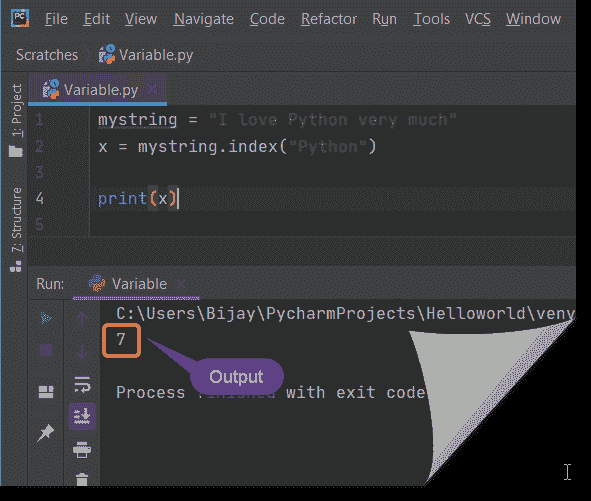 PC File Edit View Navigate Code Refactor Run Tools VCS Window
Scratches Variable.py
Variable.py
1: Project
7: Structure
1 mystring = "I love Python very much"
2 x = mystring.index("Python")
3
4 print(x)
5
Run: Variable
C:\Users\Bijay\PycharmProjects\Helloworld\venv
7
Output
Process finished with exit code